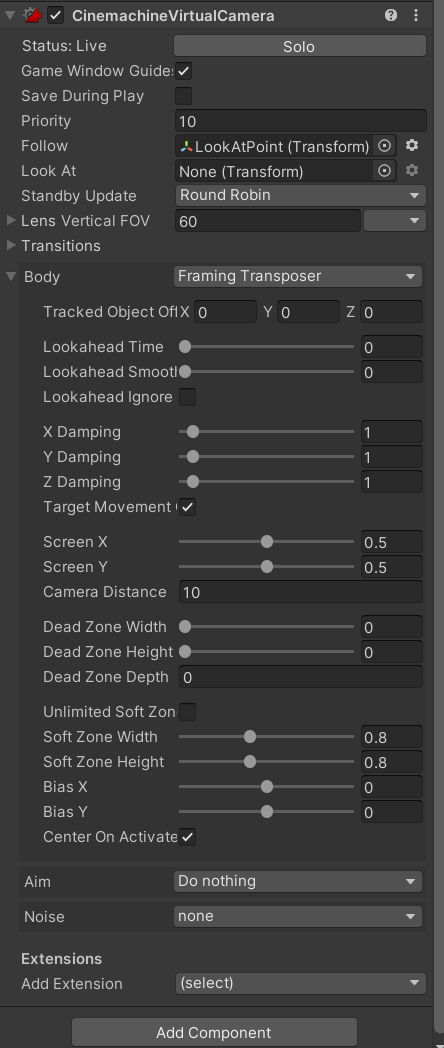 CinemachineVirtualCamera
Status: Live Solo
Game Window Guide
Save During Play
Priority 10
Follow LookAtPoint (Transform)
Look At None (Transform)
Standby Update Round Robin
Lens Vertical FOV 60
Transitions
Body Framing Transposer
Tracked Object Off X 0 Y 0 Z 0
Lookahead Time 0
Lookahead Smoot 0
Lookahead Ignore
X Damping 1
Y Damping 1
Z Damping 1
Target Movement
Screen X 0.5
Screen Y 0.5
Camera Distance 10
Dead Zone Width 0
Dead Zone Height 0
Dead Zone Depth 0
Unlimited Soft Zon
Soft Zone Width 0.8
Soft Zone Height 0.8
Bias X 0
Bias Y 0
Center On Activate
Aim Do nothing
Noise none
Extensions
Add Extension (select)
Add Component